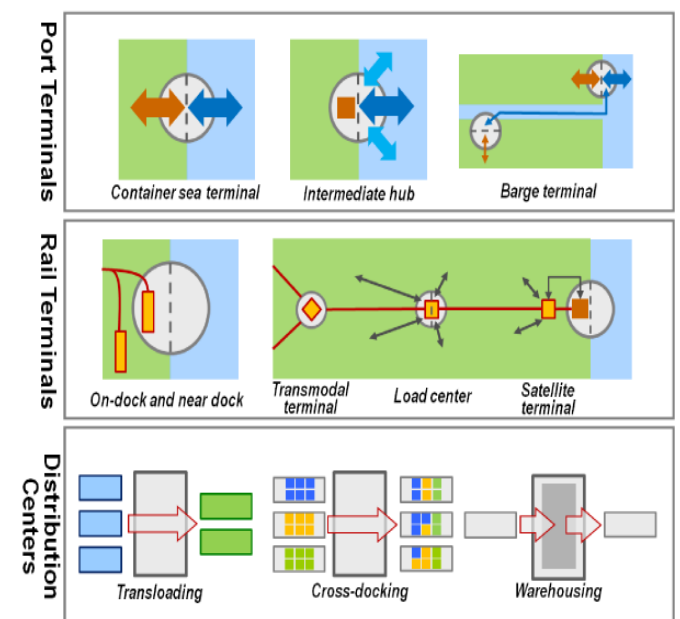 Port Terminals
Container sea terminal
Intermediate hub
Barge terminal
Rail Terminals
On-dock and near dock
Transmodal
terminal
Load center
Satellite
terminal
Distribution
Centers
Transloading
Cross-docking
Warehousing